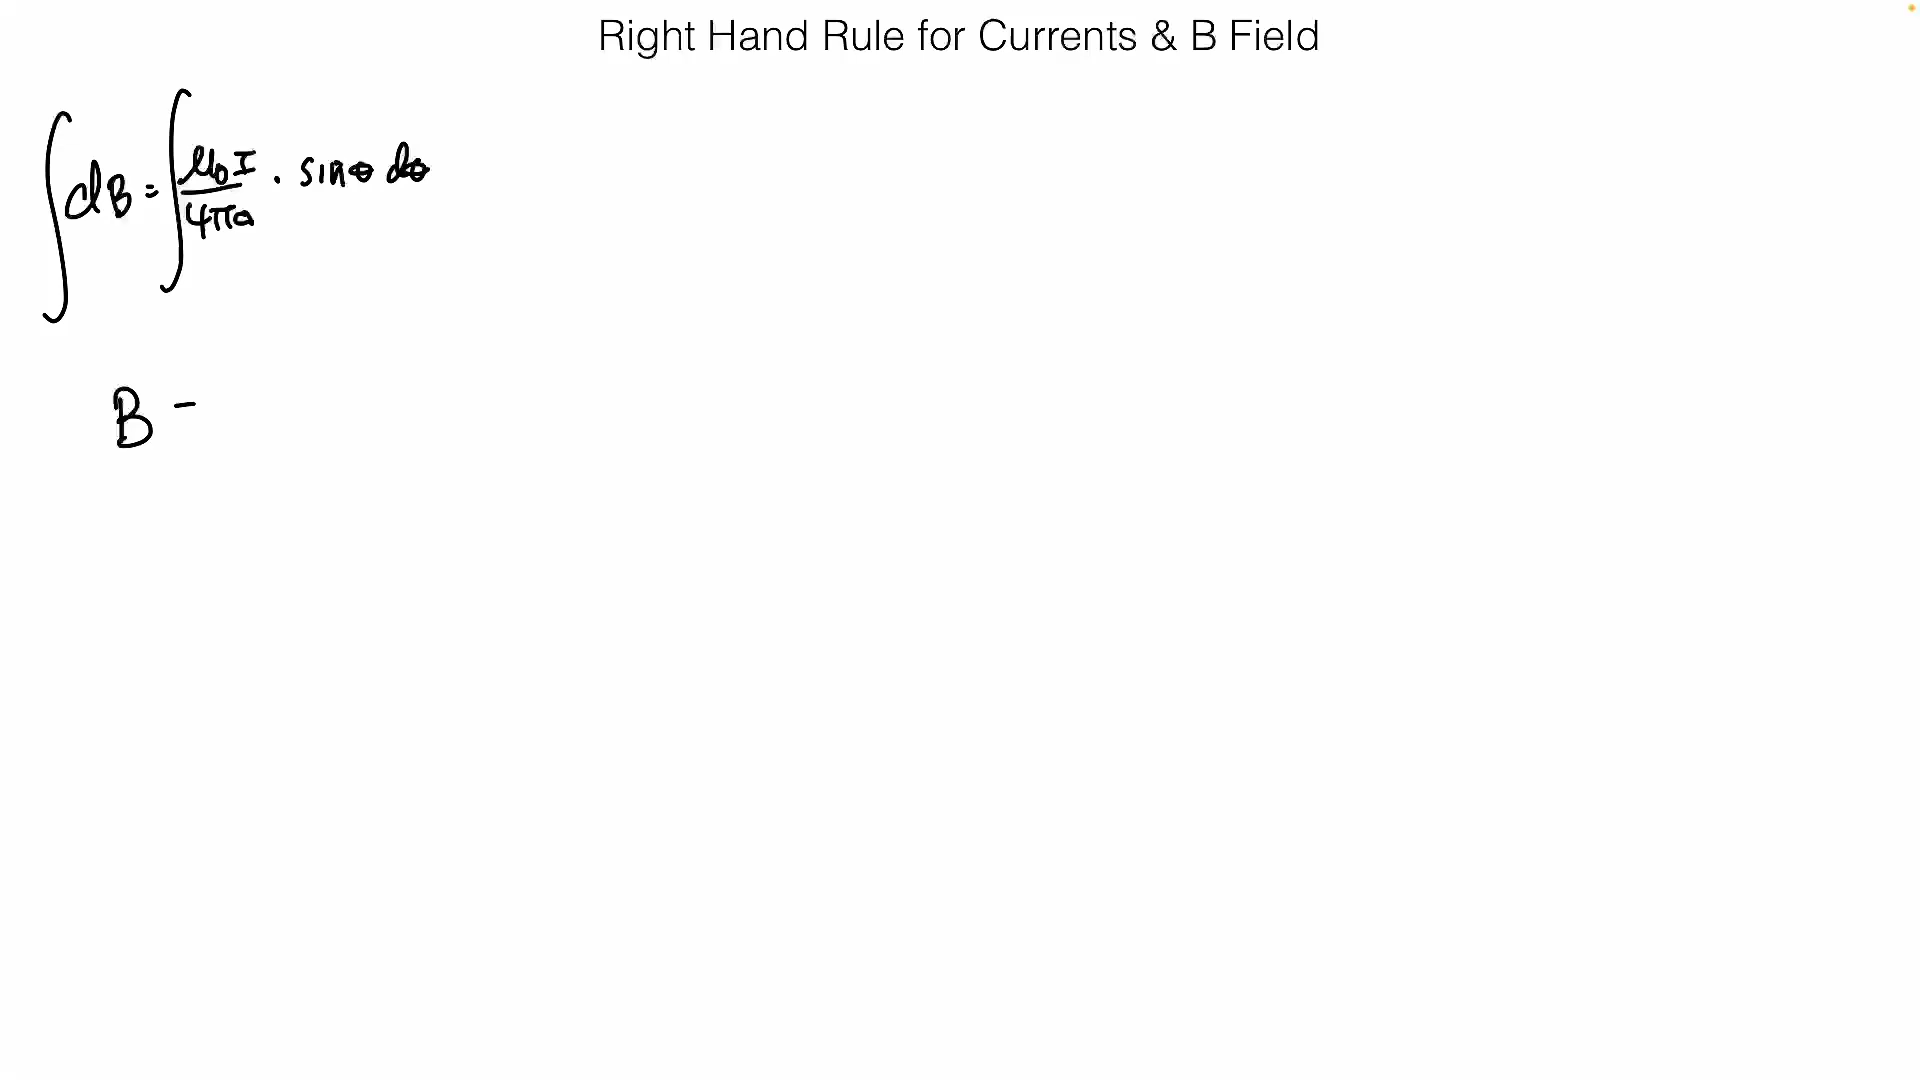 Right Hand Rule for Currents & B Field
∫dB = ∫ μ₀I/4πa · sinθ dθ
B -